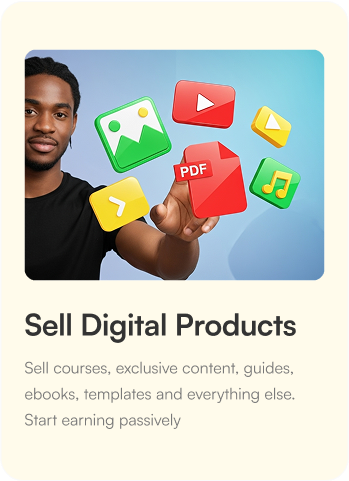 PDF
Sell Digital Products
Sell courses, exclusive content, guides,
ebooks, templates and everything else.
Start earning passively